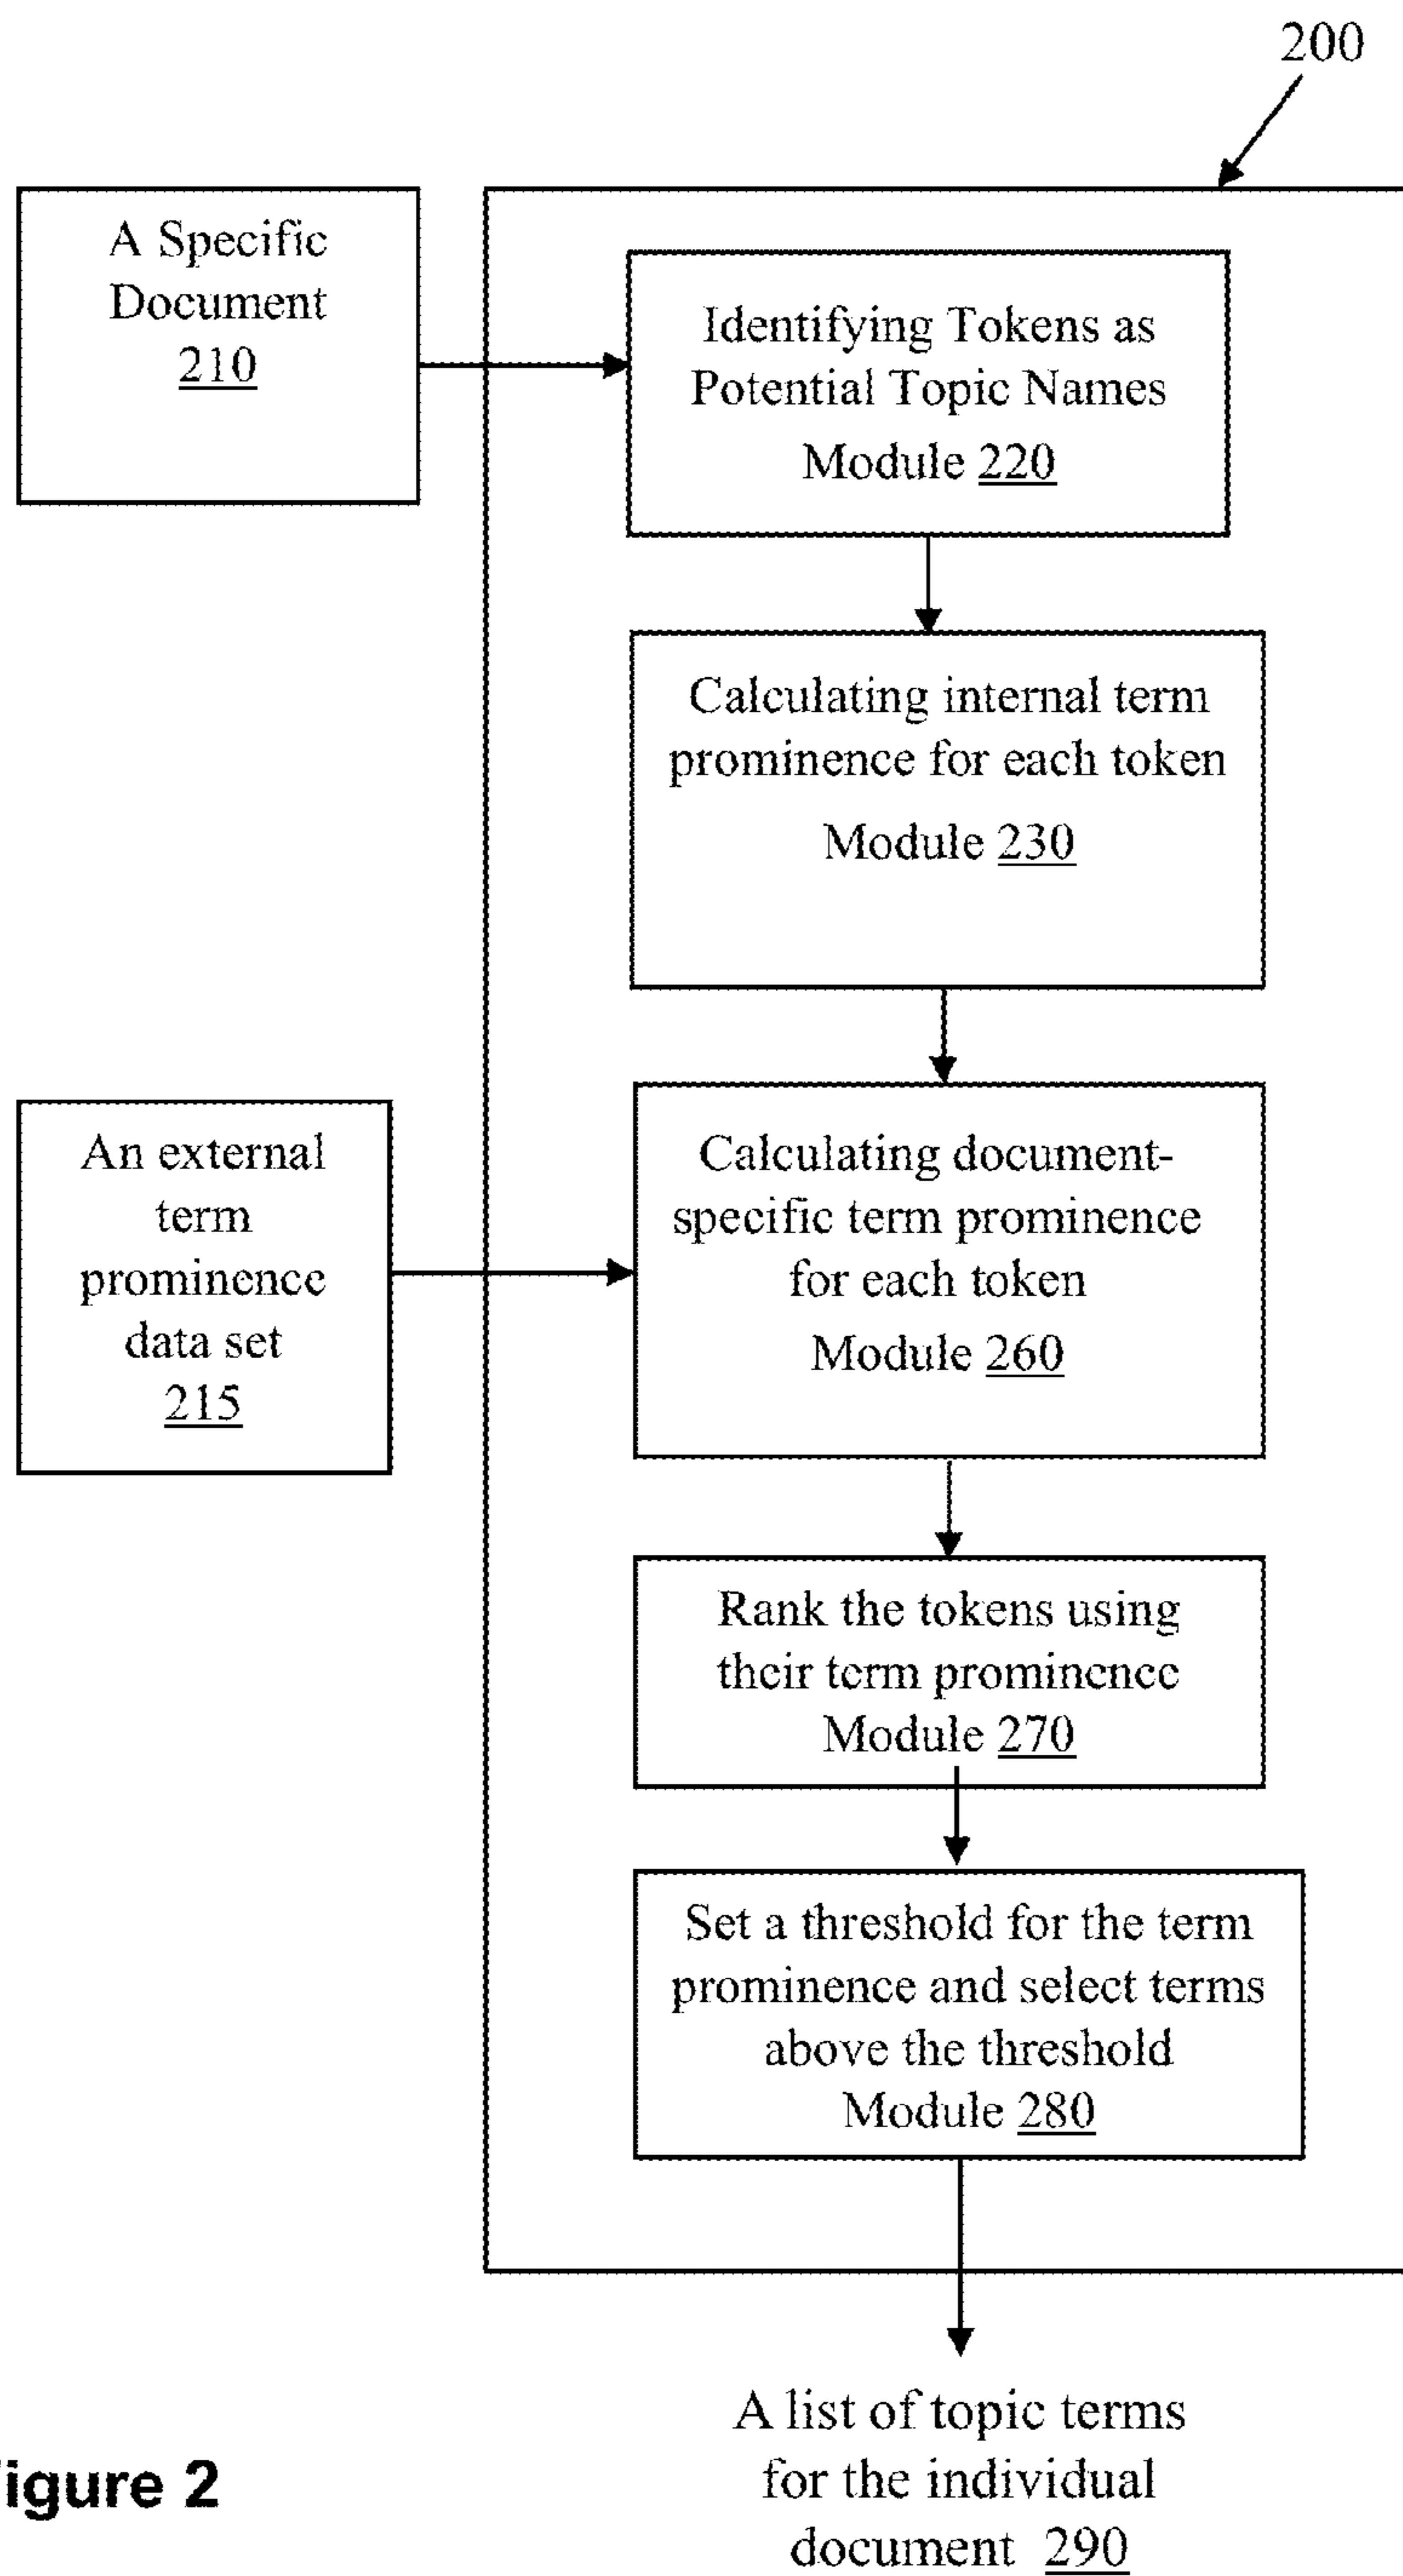 200
A Specific
Document
210
Identifying Tokens as
Potential Topic Names
Module 220
Calculating internal term
prominence for each token
Module 230
An external
term
prominence
data set
215
Calculating document-
specific term prominence
for each token
Module 260
Rank the tokens using
their term prominence
Module 270
Set a threshold for the term
prominence and select terms
above the threshold
Module 280
A list of topic terms
for the individual
document 290
igure 2